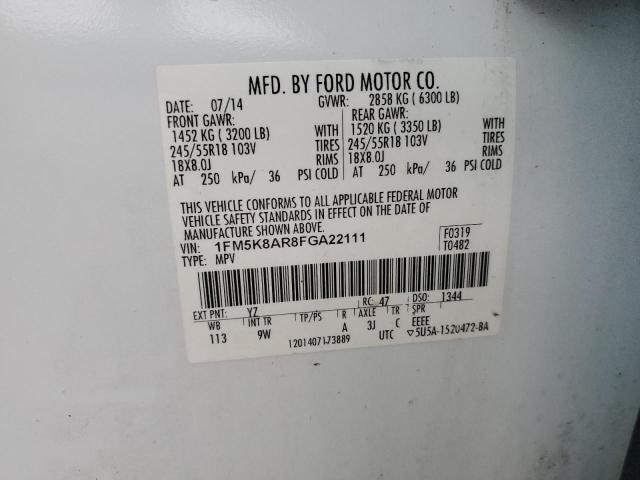 MFD. BY FORD MOTOR CO.
DATE: 07/14 GVWR: 2858 KG ( 6300 LB)
FRONT GAWR: REAR GAWR:
1452 KG ( 3200 LB) WITH 1520 KG ( 3350 LB) WITH
245/55R18 103V TIRES 245/55R18 103V TIRES
18X8.0J RIMS 18X8.0J RIMS
AT 250 kPa/ 36 PSI COLD AT 250 kPa/ 36 PSI COLD
THIS VEHICLE CONFORMS TO ALL APPLICABLE FEDERAL MOTOR
VEHICLE SAFETY STANDARDS IN EFFECT ON THE DATE OF
MANUFACTURE SHOWN ABOVE.
VIN: 1FM5K8AR8FGA22111 F0319
TYPE: MPV T0482
EXT PNT: YZ RC: 47 DSO: 1344
WB INT TR TP/PS R AXLE TR SPR
113 9W A 3J C EEEE
1201407173889 UTC ▽5U5A-1520472-BA